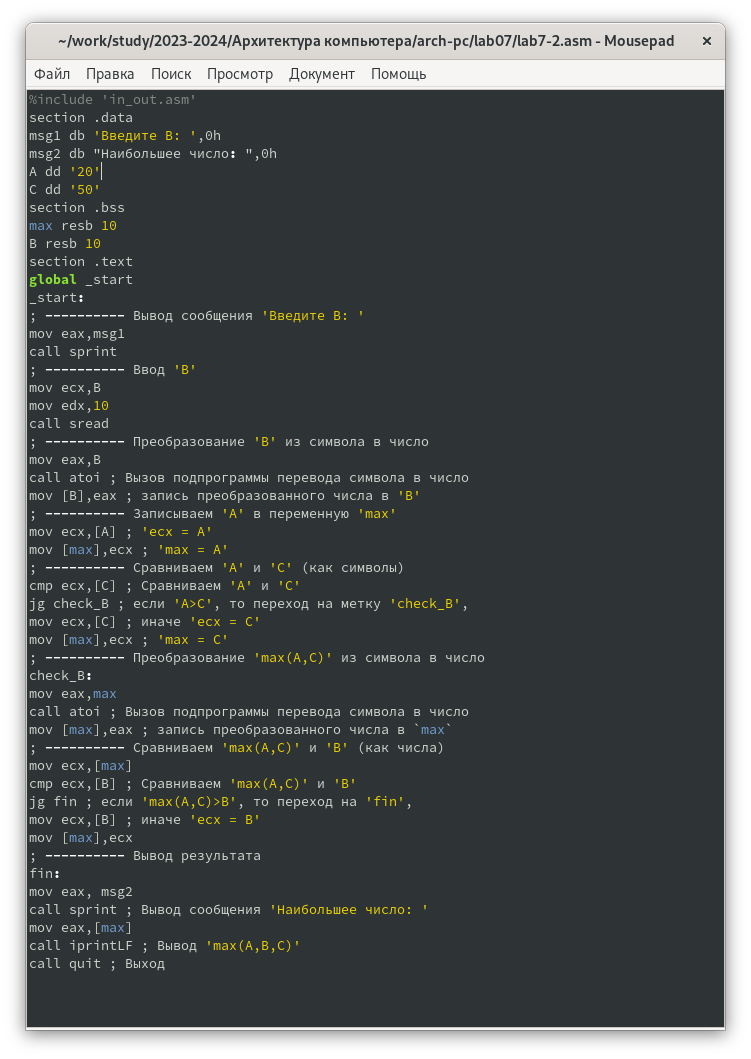 ~/work/study/2023-2024/Архитектура компьютера/arch-pc/lab07/lab7-2.asm - Mousepad ×
Файл Правка Поиск Просмотр Документ Помощь
%include 'in_out.asm'
section .data
msg1 db 'Введите B: ',0h
msg2 db "Наибольшее число: ",0h
A dd '20'
C dd '50'
section .bss
max resb 10
B resb 10
section .text
global _start
_start:
; ---------- Вывод сообщения 'Введите B: '
mov eax,msg1
call sprint
; ---------- Ввод 'B'
mov ecx,B
mov edx,10
call sread
; ---------- Преобразование 'B' из символа в число
mov eax,B
call atoi ; Вызов подпрограммы перевода символа в число
mov [B],eax ; запись преобразованного числа в 'B'
; ---------- Записываем 'A' в переменную 'max'
mov ecx,[A] ; 'ecx = A'
mov [max],ecx ; 'max = A'
; ---------- Сравниваем 'A' и 'C' (как символы)
cmp ecx,[C] ; Сравниваем 'A' и 'C'
jg check_B ; если 'A>C', то переход на метку 'check_B',
mov ecx,[C] ; иначе 'ecx = C'
mov [max],ecx ; 'max = C'
; ---------- Преобразование 'max(A,C)' из символа в число
check_B:
mov eax,max
call atoi ; Вызов подпрограммы перевода символа в число
mov [max],eax ; запись преобразованного числа в `max`
; ---------- Сравниваем 'max(A,C)' и 'B' (как числа)
mov ecx,[max]
cmp ecx,[B] ; Сравниваем 'max(A,C)' и 'B'
jg fin ; если 'max(A,C)>B', то переход на 'fin',
mov ecx,[B] ; иначе 'ecx = B'
mov [max],ecx
; ---------- Вывод результата
fin:
mov eax, msg2
call sprint ; Вывод сообщения 'Наибольшее число: '
mov eax,[max]
call iprintLF ; Вывод 'max(A,B,C)'
call quit ; Выход